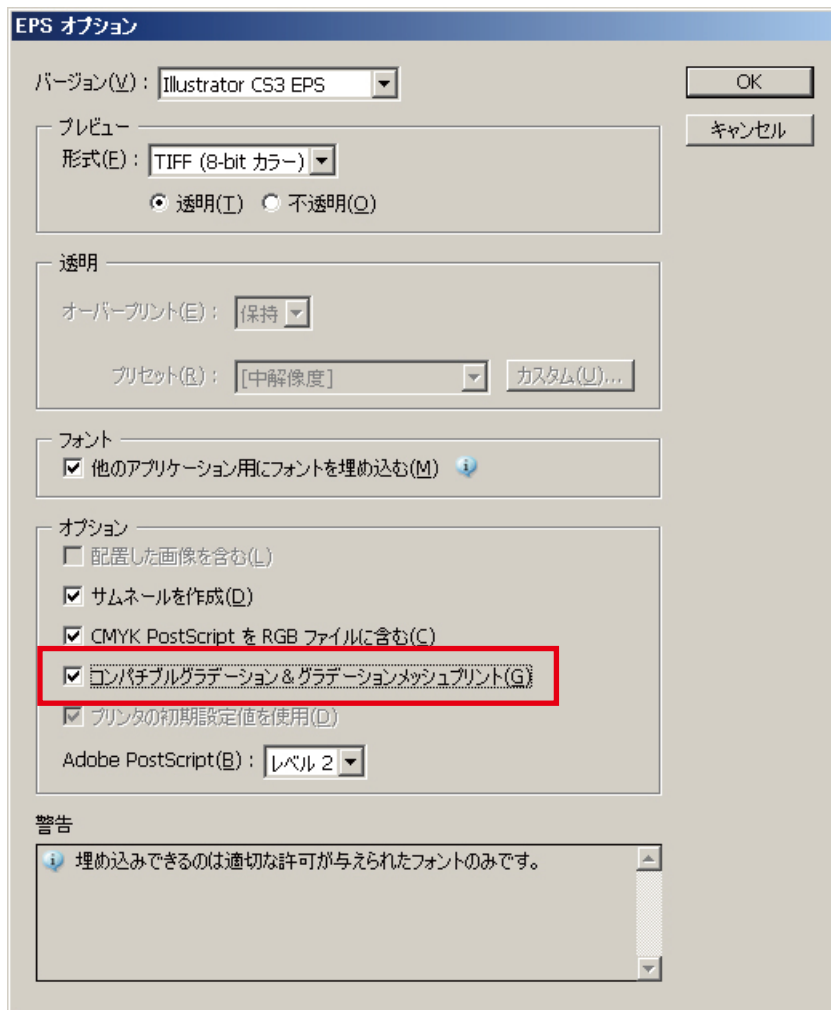 EPS オプション
バージョン(V)： Illustrator CS3 EPS
OK
プレビュー
キャンセル
形式(F)： TIFF (8-bit カラー)
透明(T) 不透明(O)
透明
オーバープリント(E)： 保持
プリセット(R)： [中解像度] カスタム(U)...
フォント
他のアプリケーション用にフォントを埋め込む(M)
オプション
配置した画像を含む(L)
サムネールを作成(D)
CMYK PostScript を RGB ファイルに含む(C)
コンパチブルグラデーション＆グラデーションメッシュプリント(G)
プリンタの初期設定値を使用(D)
Adobe PostScript(B)： レベル 2
警告
埋め込みできるのは適切な許可が与えられたフォントのみです。